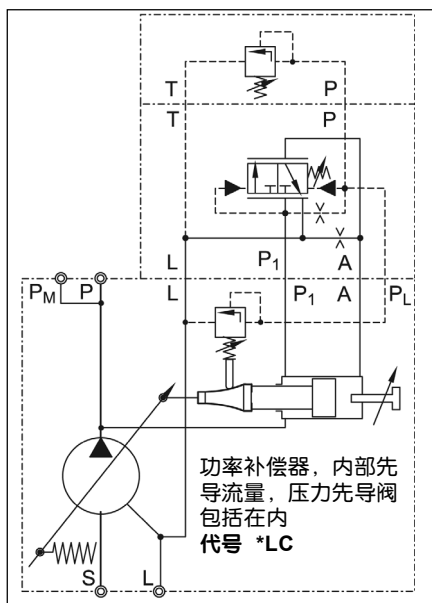 T P
T P
L P1 A
L P1 A PL
PM P
功率补偿器，内部先
导流量，压力先导阀
包括在内
代号 *LC
S L